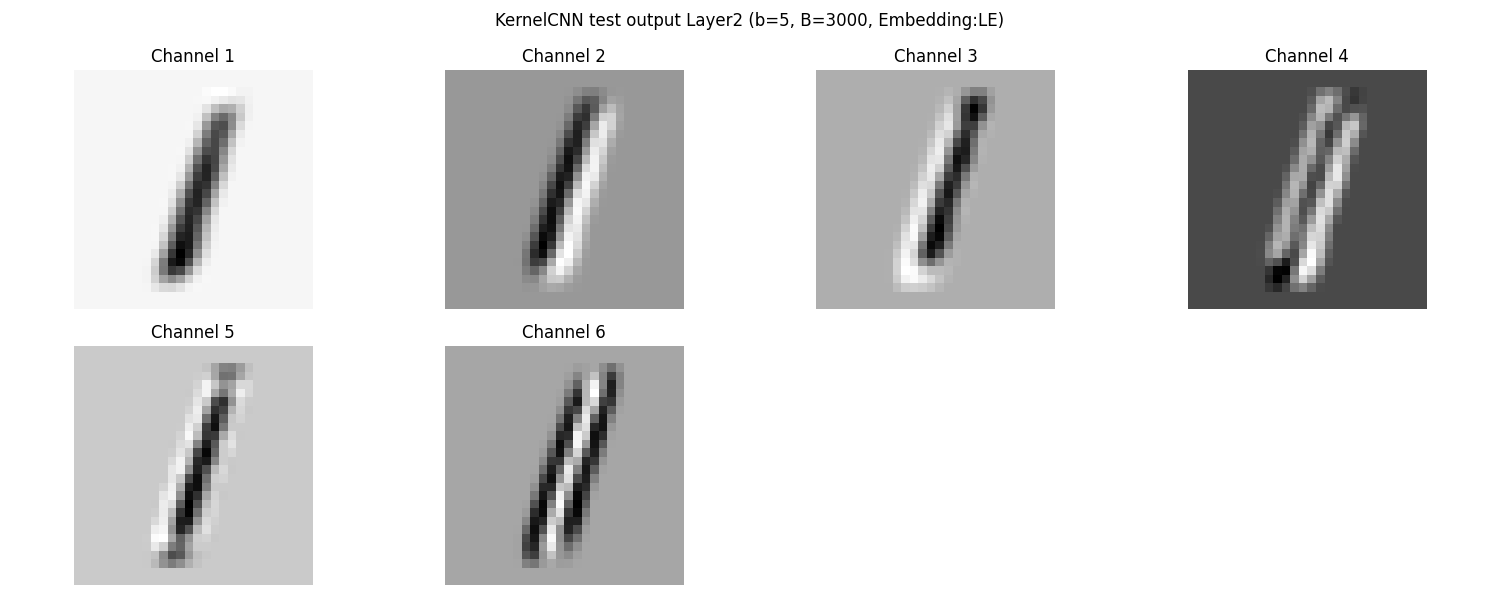 KernelCNN test output Layer2 (b=5, B=3000, Embedding:LE)
Channel 1
Channel 2
Channel 3
Channel 4
Channel 5
Channel 6